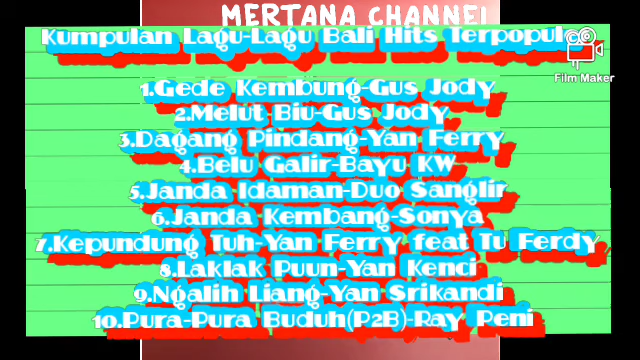 MERTANA CHANNEL
Kumpulan Lagu-Lagu Bali Hits Terpopuler
Film Maker
1.Gede Kembung-Gus Jody
2.Melut Biu-Gus Jody
3.Dagang Pindang-Yan Ferry
4.Belu Galir-Bayu KW
5.Janda Idaman-Duo Sanglir
6.Janda Kembang-Sonya
7.Kepundung Tuh-Yan Ferry feat Tu Ferdy
8.Laklak Puun-Yan Kenci
9.Ngalih Liang-Yan Srikandi
10.Pura-Pura Buduh(P2B)-Ray Peni